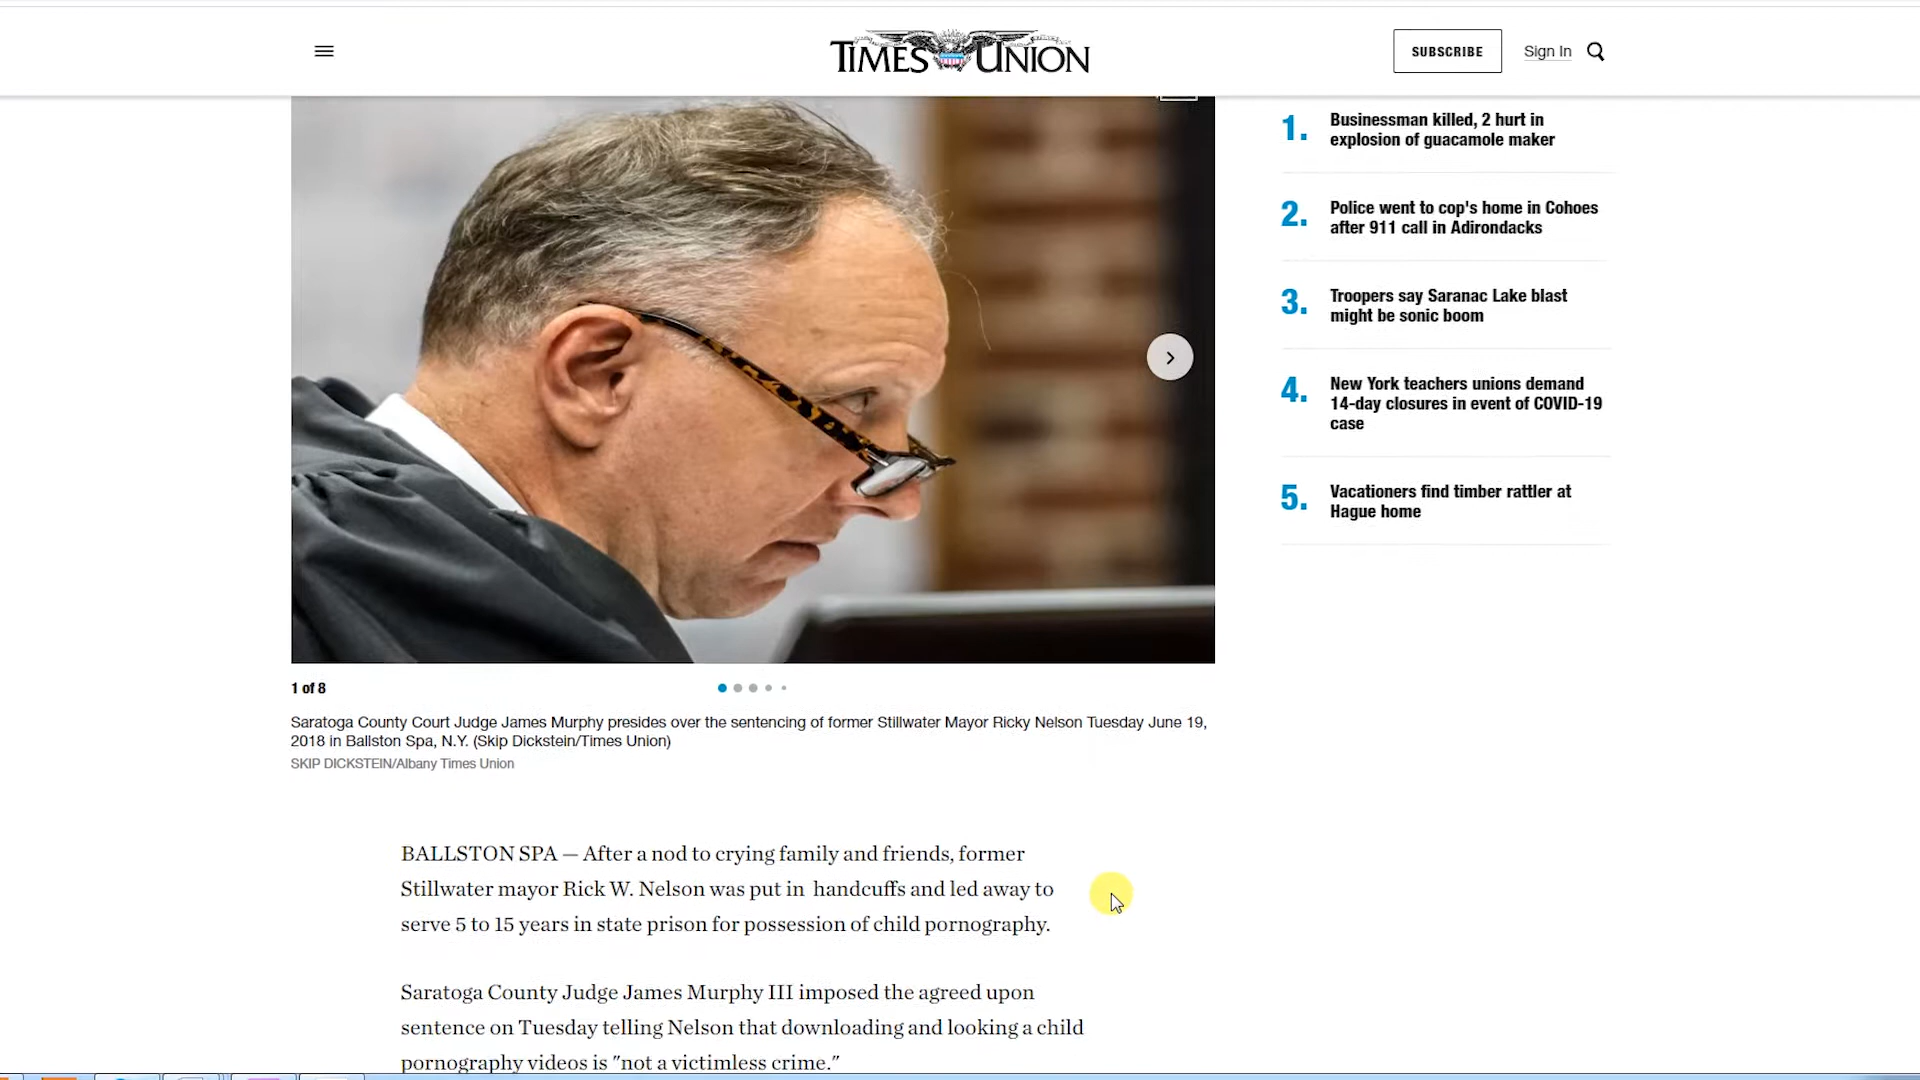 TIMES UNION
SUBSCRIBE
Sign In
1. Businessman killed, 2 hurt in
explosion of guacamole maker
2. Police went to cop's home in Cohoes
after 911 call in Adirondacks
3. Troopers say Saranac Lake blast
might be sonic boom
4. New York teachers unions demand
14-day closures in event of COVID-19
case
5. Vacationers find timber rattler at
Hague home
1 of 8
Saratoga County Court Judge James Murphy presides over the sentencing of former Stillwater Mayor Ricky Nelson Tuesday June 19,
2018 in Ballston Spa, N.Y. (Skip Dickstein/Times Union)
SKIP DICKSTEIN/Albany Times Union
BALLSTON SPA — After a nod to crying family and friends, former
Stillwater mayor Rick W. Nelson was put in handcuffs and led away to
serve 5 to 15 years in state prison for possession of child pornography.
Saratoga County Judge James Murphy III imposed the agreed upon
sentence on Tuesday telling Nelson that downloading and looking a child
pornography videos is "not a victimless crime."